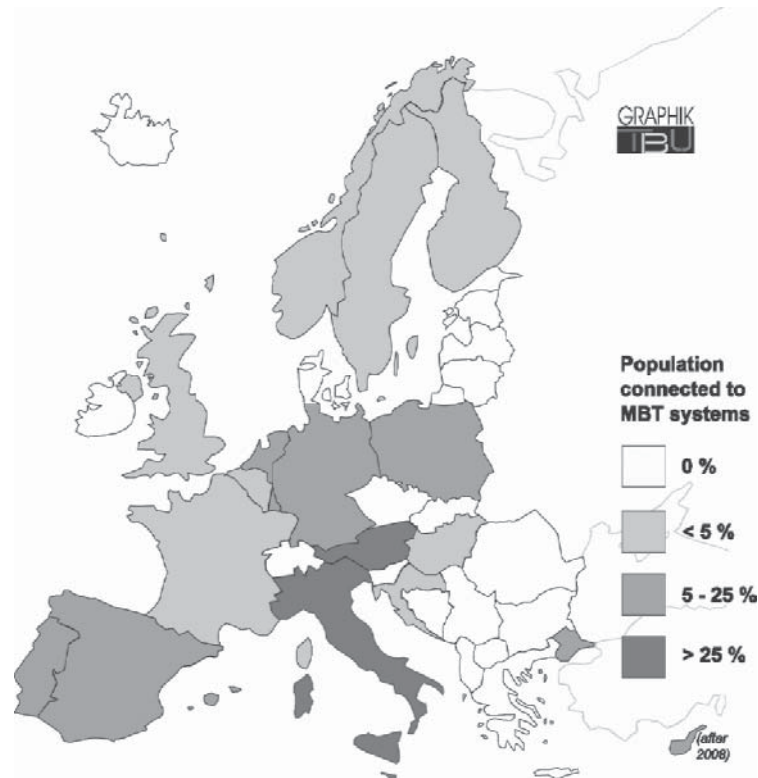 GRAPHIK
TBU
Population
connected to
MBT systems
0 %
< 5 %
5 - 25 %
> 25 %
(after
2008)